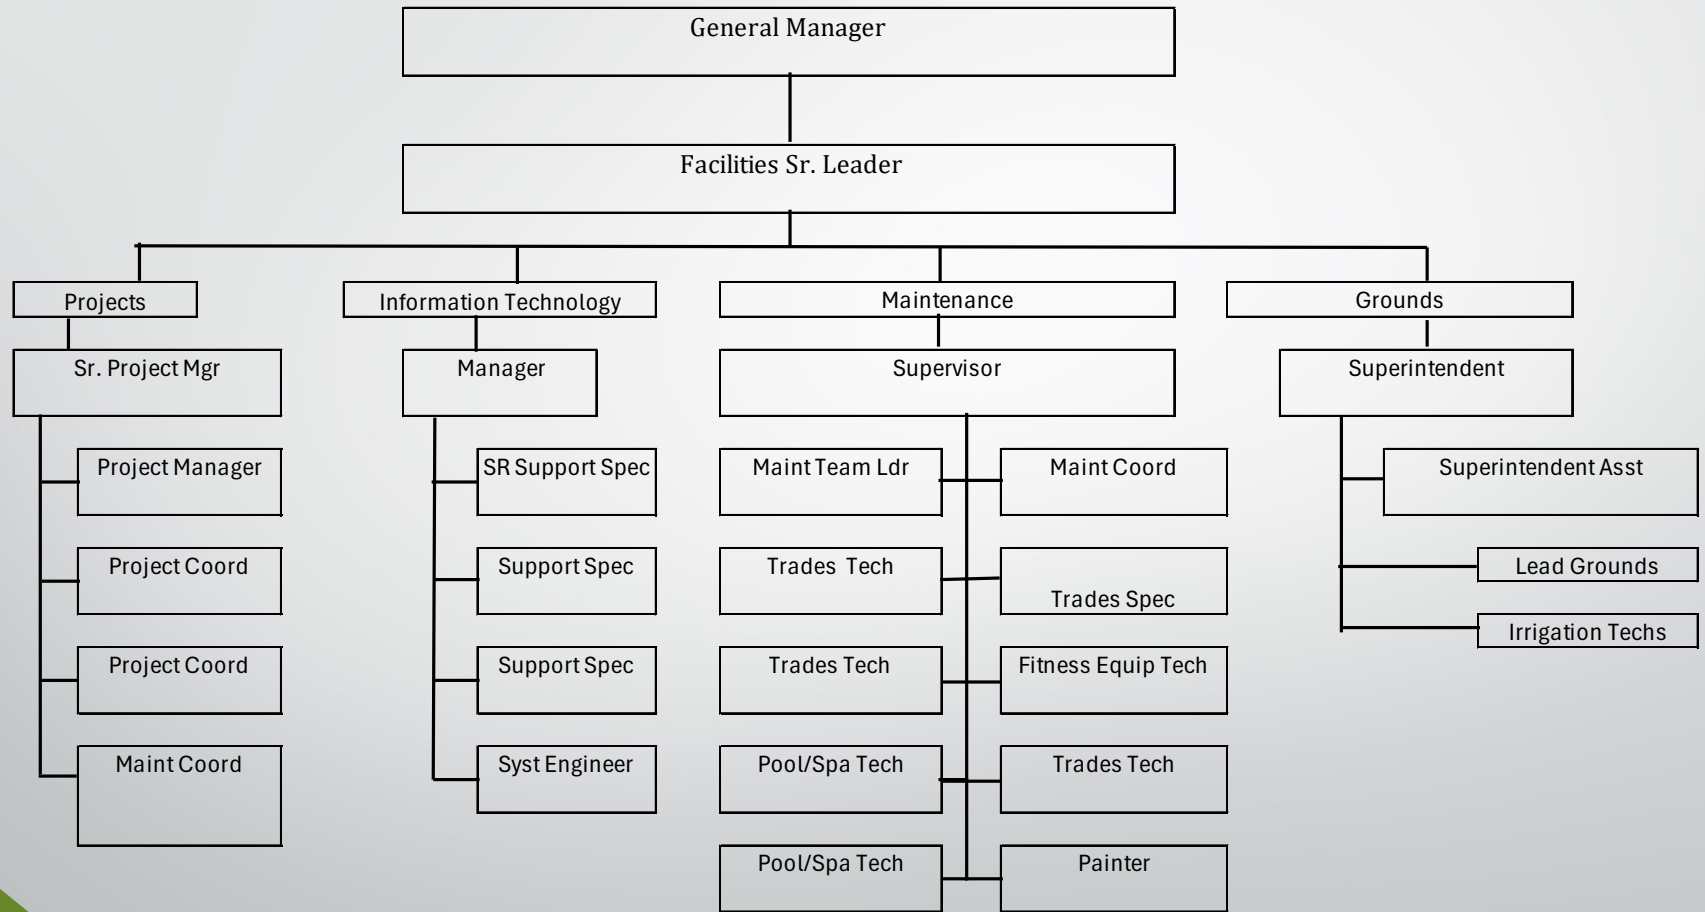 General Manager
Facilities Sr. Leader
Projects
Information Technology
Maintenance
Grounds
Sr. Project Mgr
Manager
Supervisor
Superintendent
Project Manager
SR Support Spec
Maint Team Ldr
Maint Coord
Superintendent Asst
Project Coord
Support Spec
Trades Tech
Trades Spec
Lead Grounds
Irrigation Techs
Project Coord
Support Spec
Trades Tech
Fitness Equip Tech
Maint Coord
Syst Engineer
Pool/Spa Tech
Trades Tech
Pool/Spa Tech
Painter